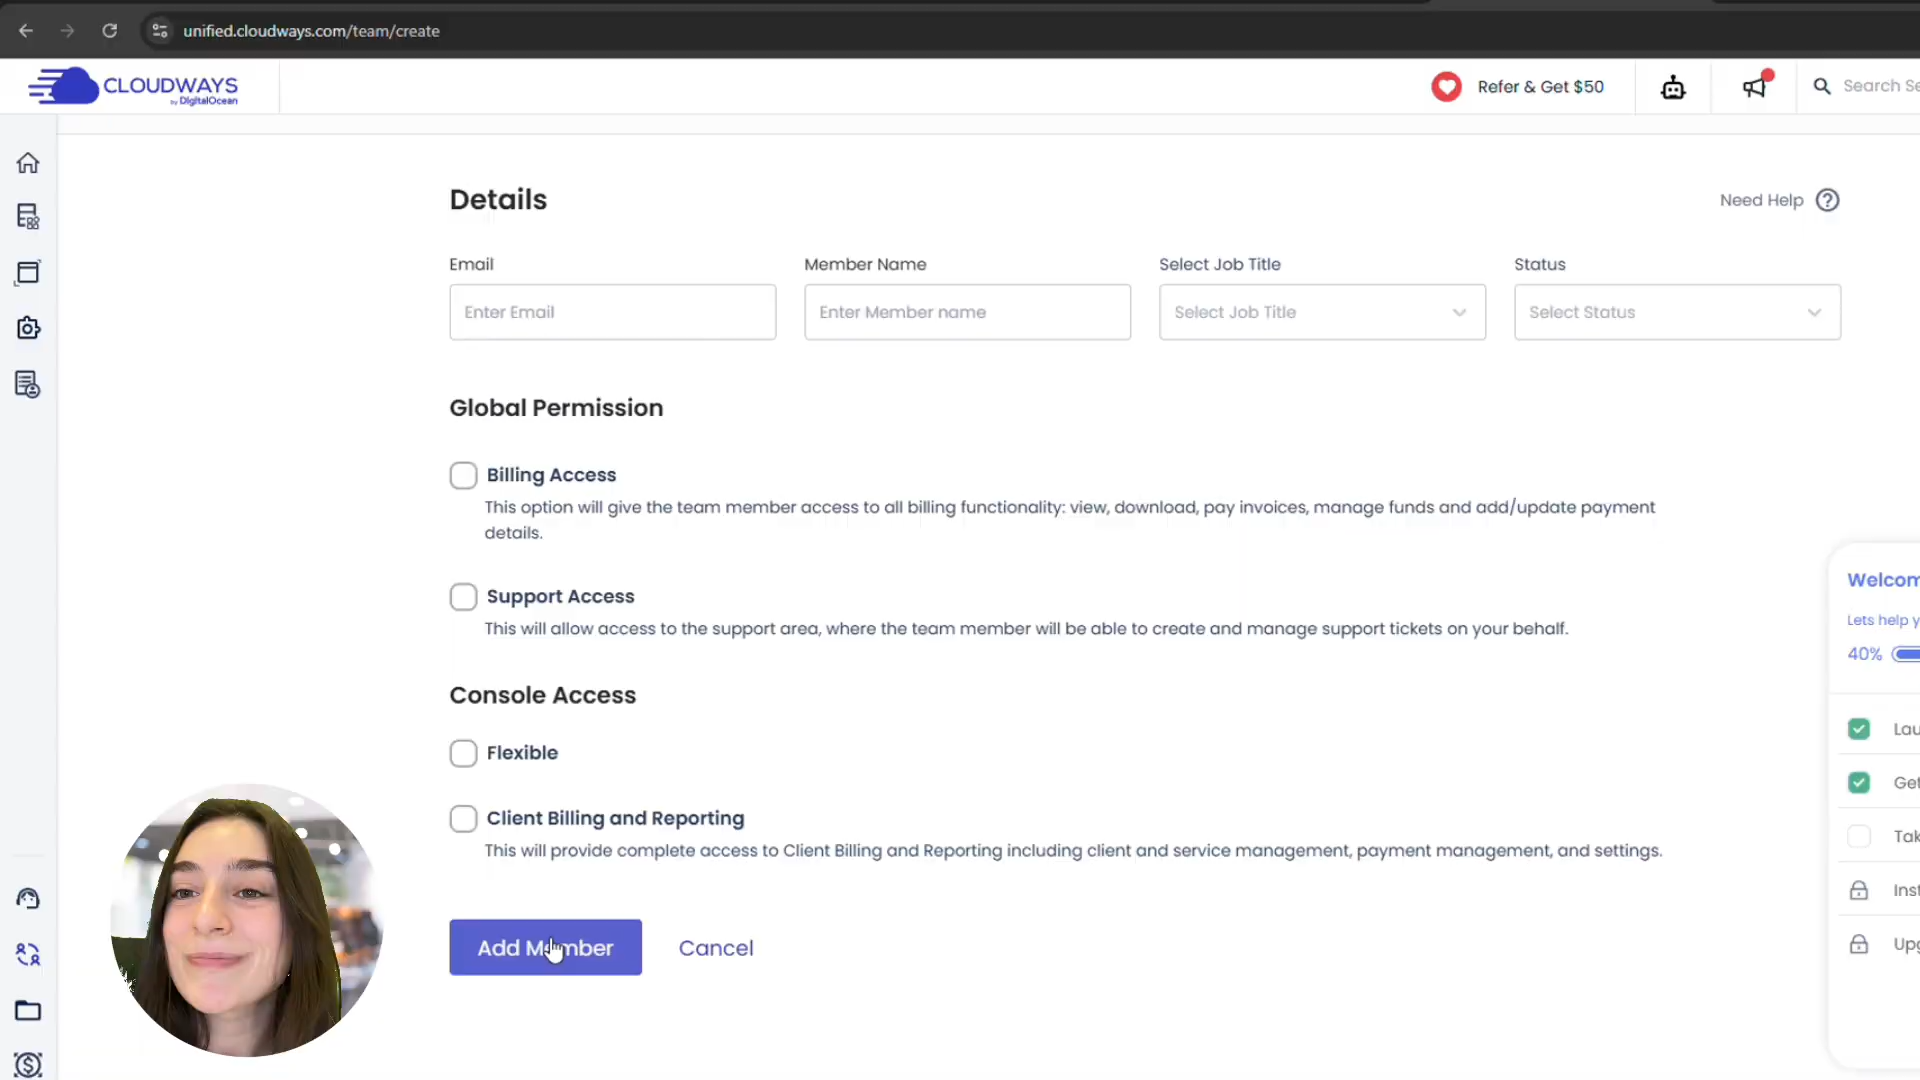 unified.cloudways.com/team/create
CLOUDWAYS
by DigitalOcean
Refer & Get $50
Search Se
Details
Need Help
Email
Member Name
Select Job Title
Status
Enter Email
Enter Member name
Select Job Title
Select Status
Global Permission
Billing Access
This option will give the team member access to all billing functionality: view, download, pay invoices, manage funds and add/update payment
details.
Support Access
This will allow access to the support area, where the team member will be able to create and manage support tickets on your behalf.
Console Access
Flexible
Client Billing and Reporting
This will provide complete access to Client Billing and Reporting including client and service management, payment management, and settings.
Add Member
Cancel
Welcom
Lets help y
40%
Lau
Get
Tak
Inst
Upg